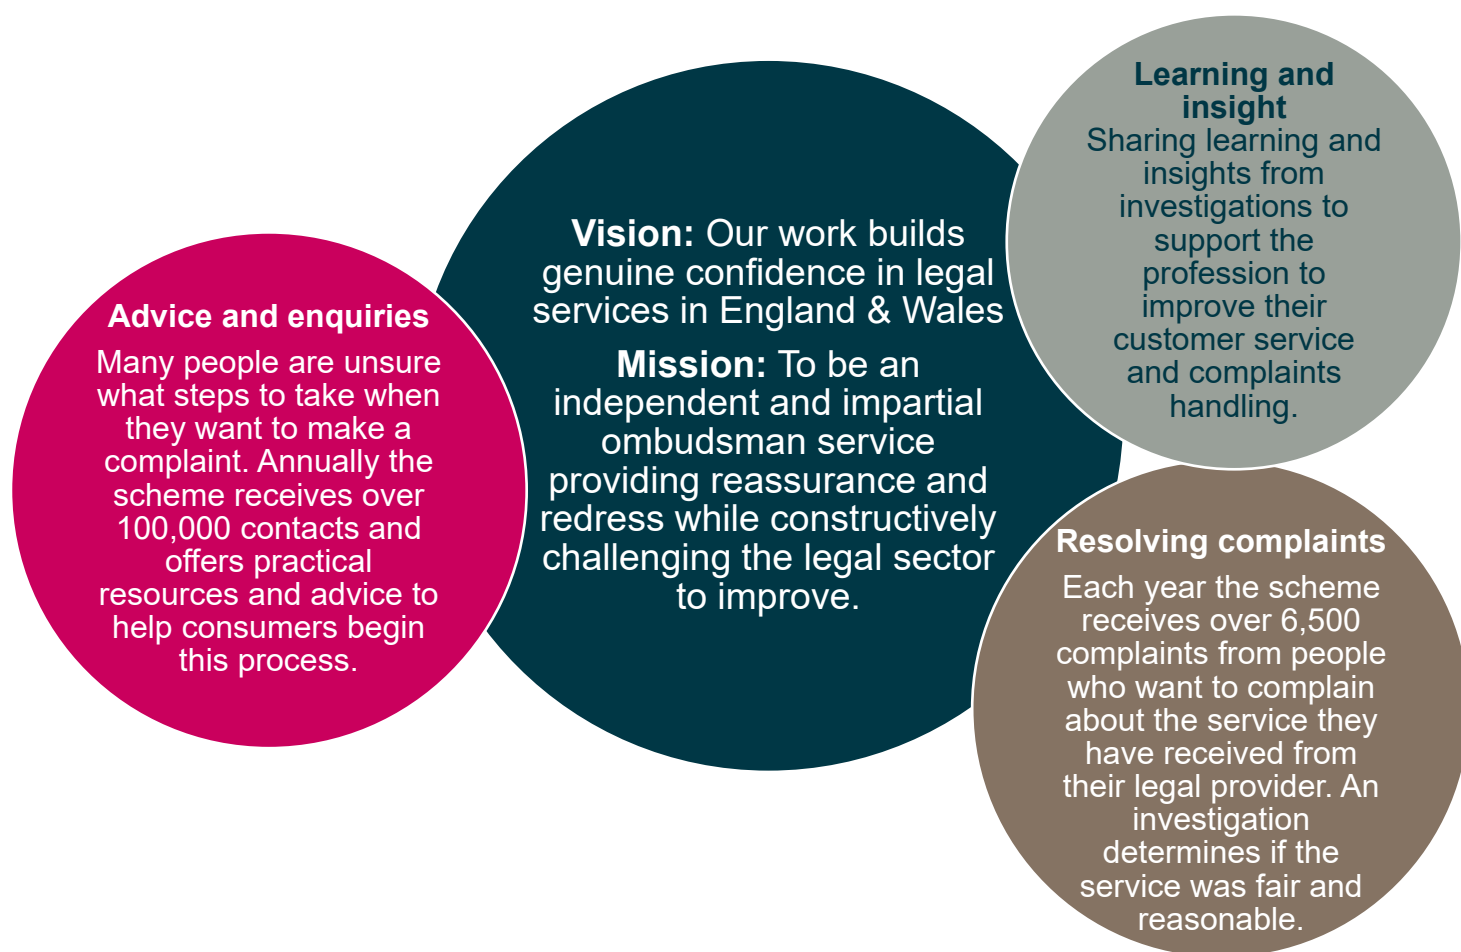 Advice and enquiries
Many people are unsure
what steps to take when
they want to make a
complaint. Annually the
scheme receives over
100,000 contacts and
offers practical
resources and advice to
help consumers begin
this process.
Vision: Our work builds
genuine confidence in legal
services in England & Wales
Mission: To be an
independent and impartial
ombudsman service
providing reassurance and
redress while constructively
challenging the legal sector
to improve.
Learning and
insight
Sharing learning and
insights from
investigations to
support the
profession to
improve their
customer service
and complaints
handling.
Resolving complaints
Each year the scheme
receives over 6,500
complaints from people
who want to complain
about the service they
have received from
their legal provider. An
investigation
determines if the
service was fair and
reasonable.